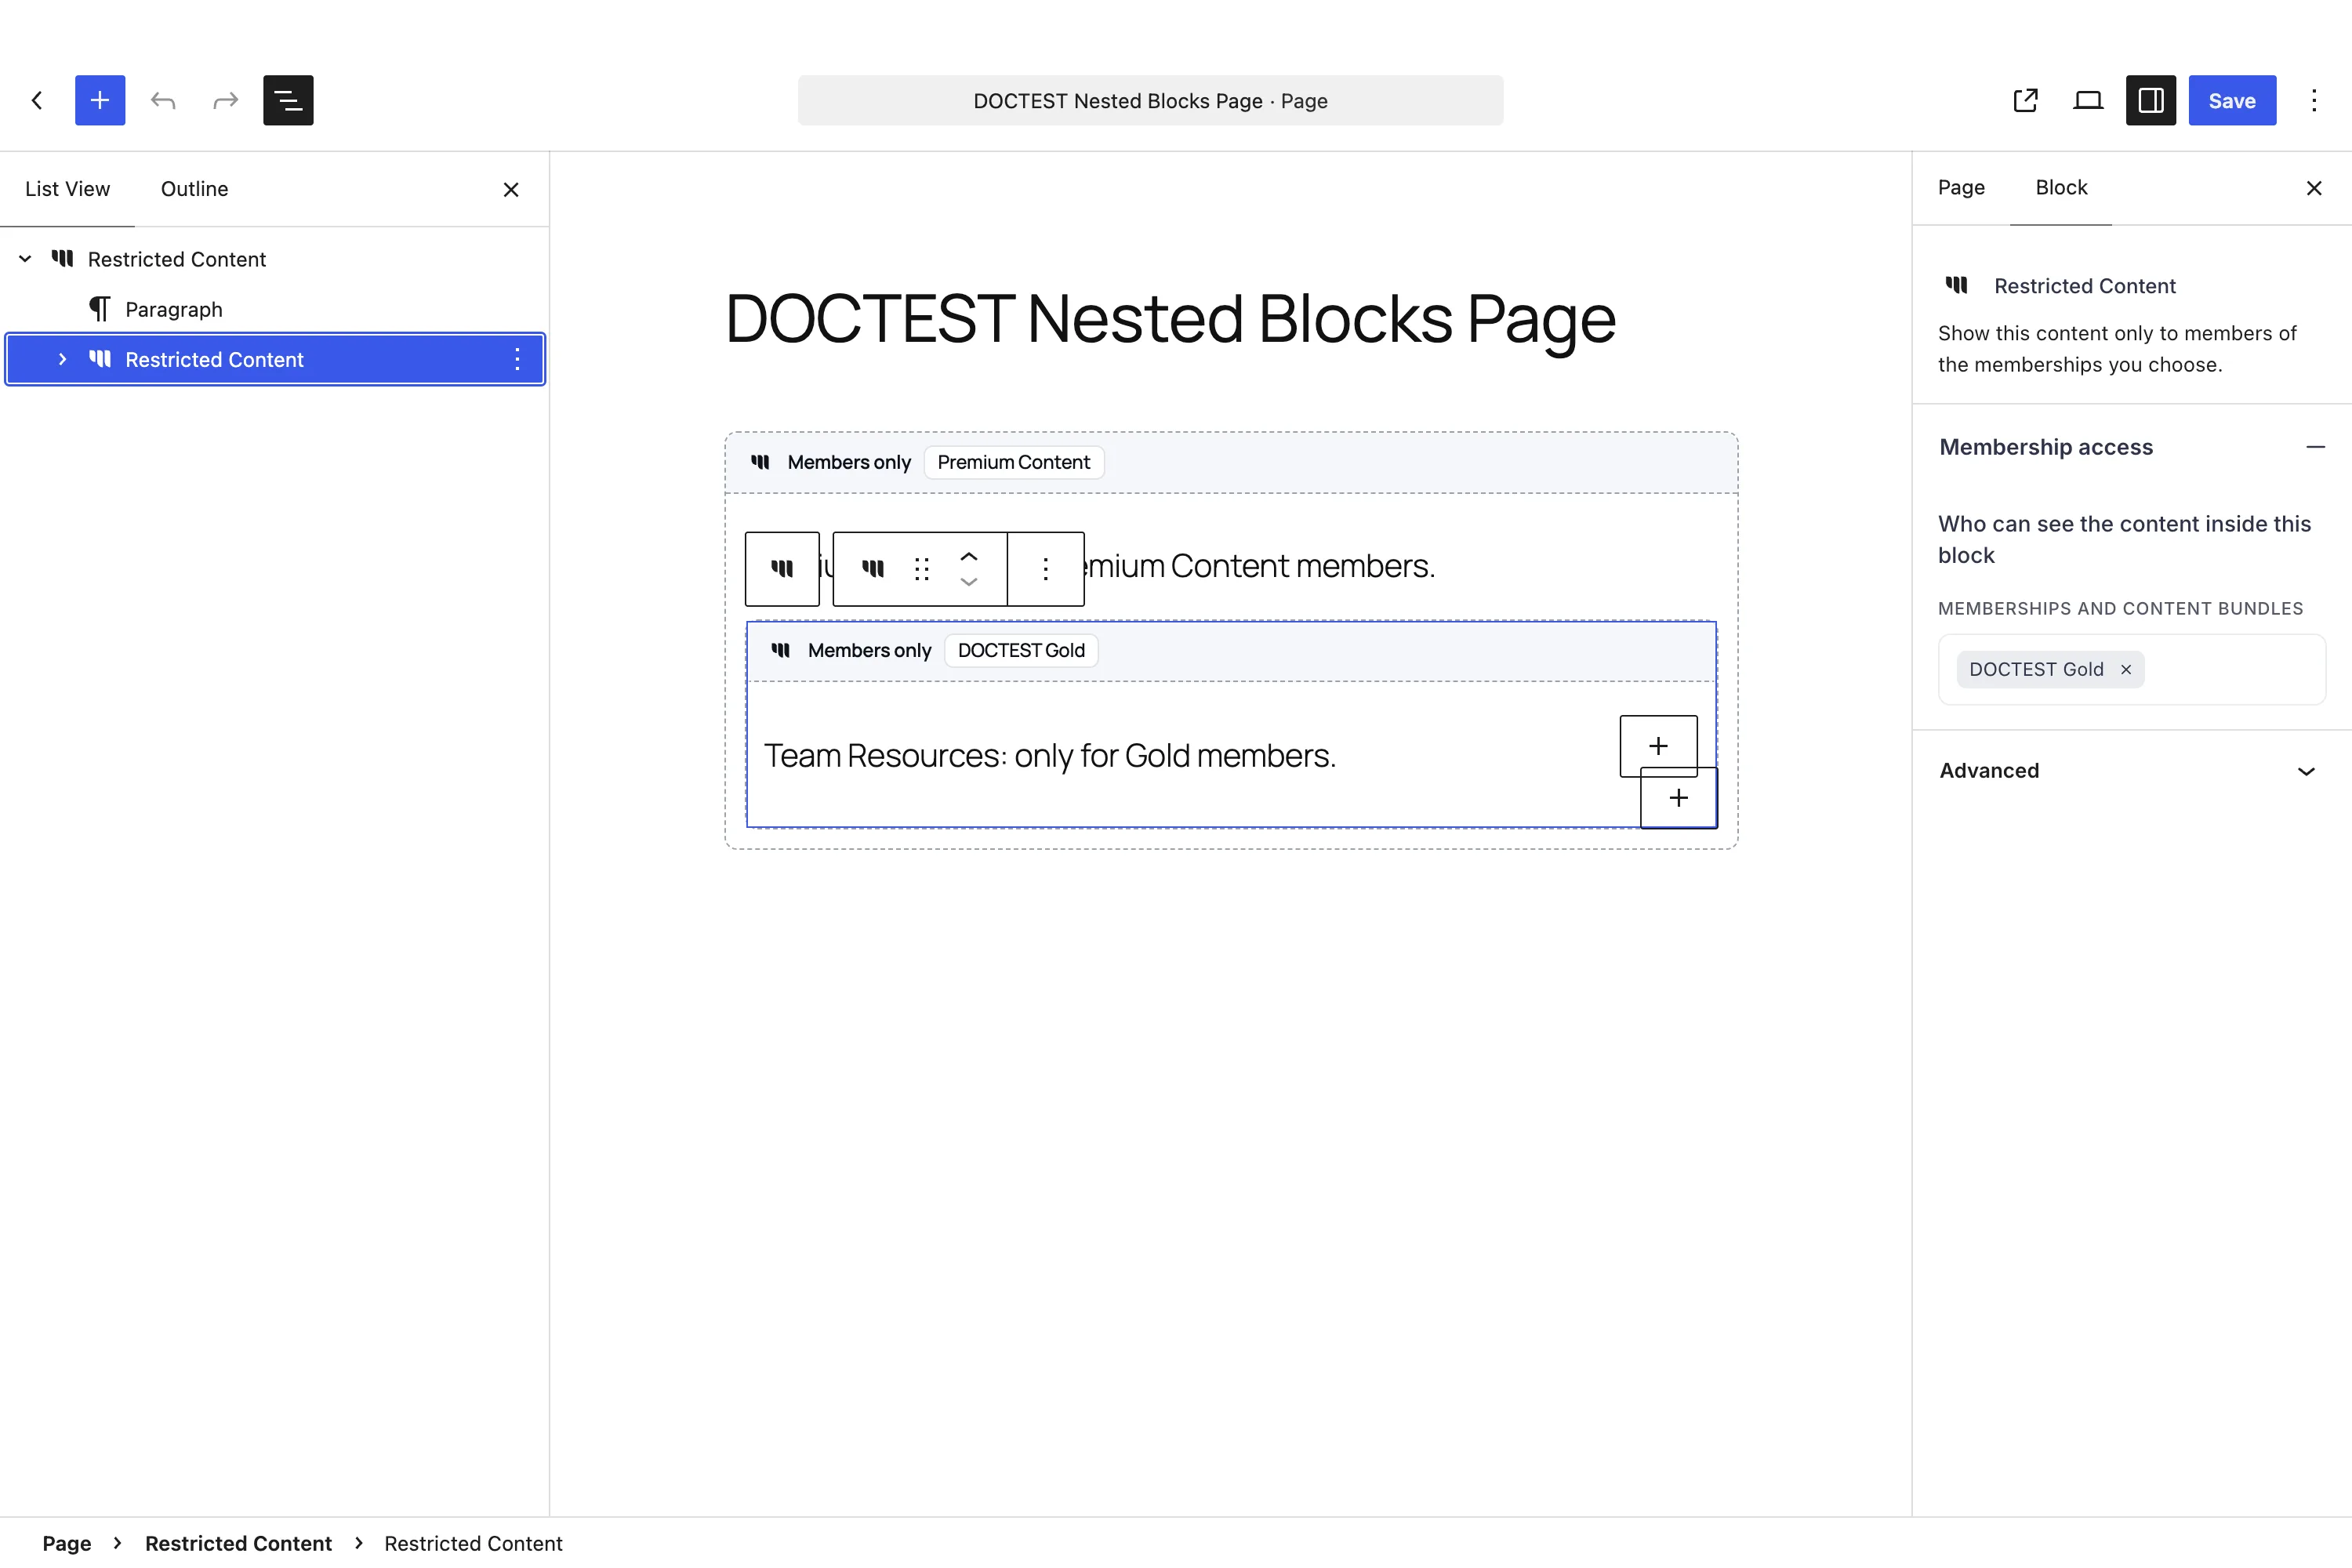 DOCTEST Nested Blocks Page · Page
Save
List View
Outline
Page
Block
Restricted Content
Paragraph
Restricted Content
DOCTEST Nested Blocks Page
Members only
Premium Content
Content members.
Members only
DOCTEST Gold
Team Resources: only for Gold members.
Restricted Content
Show this content only to members of
the memberships you choose.
Membership access
Who can see the content inside this
block
MEMBERSHIPS AND CONTENT BUNDLES
DOCTEST Gold
Advanced
Page
Restricted Content
Restricted Content